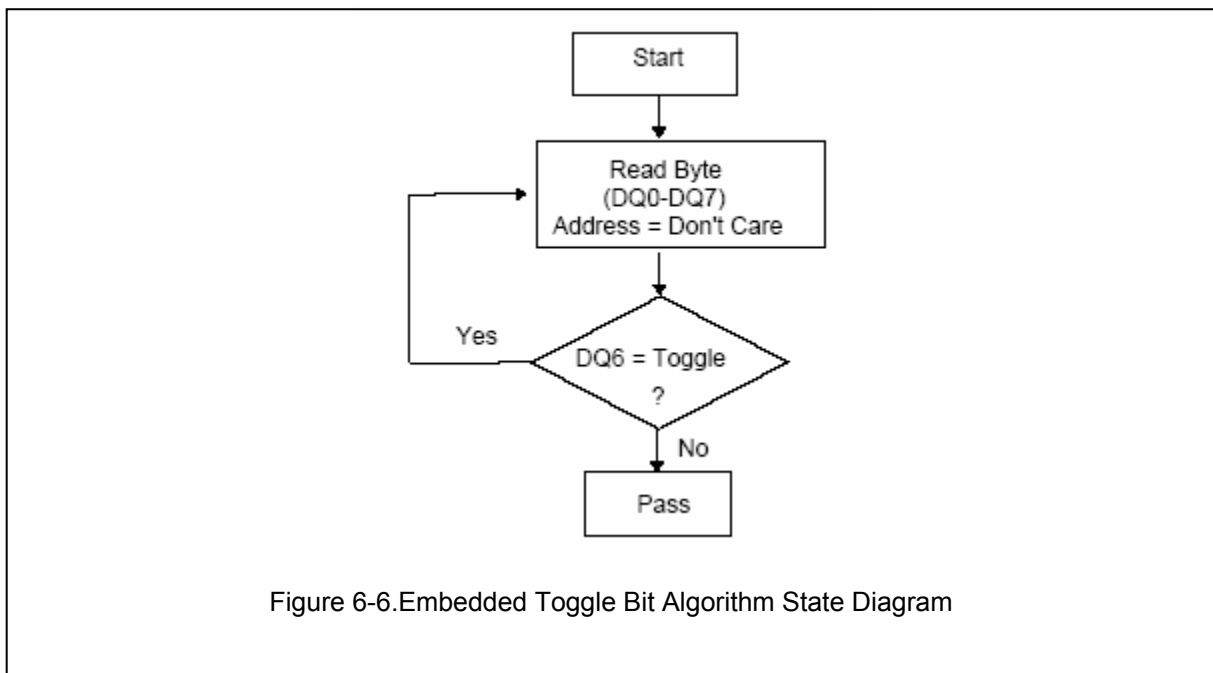 Start
Read Byte
(DQ0-DQ7)
Address = Don't Care
Yes
DQ6 = Toggle
?
No
Pass
Figure 6-6.Embedded Toggle Bit Algorithm State Diagram